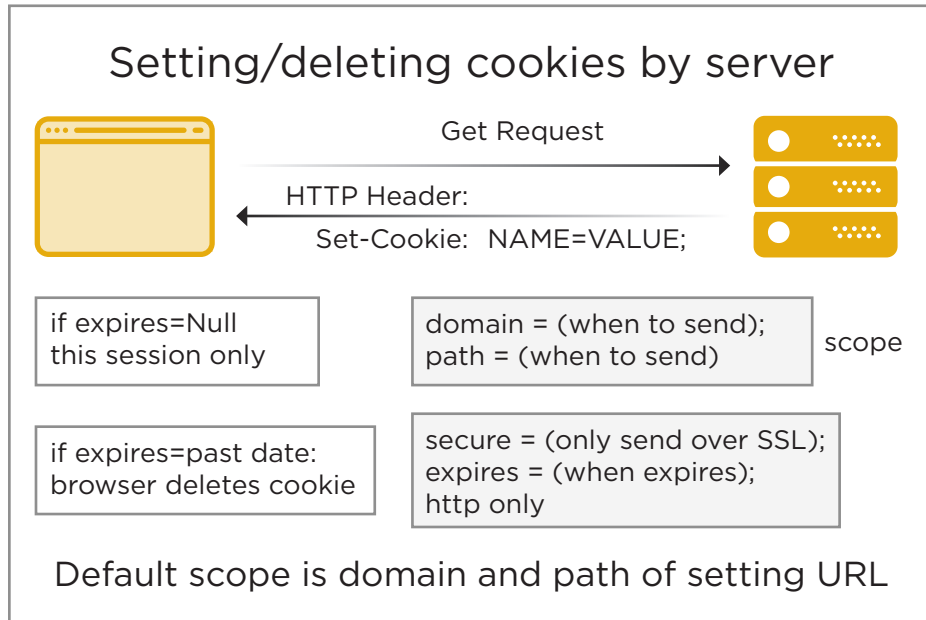 Setting/deleting cookies by server
Get Request
HTTP Header:
Set-Cookie: NAME=VALUE;
if expires=Null
this session only
domain = (when to send);
path = (when to send)
scope
if expires=past date:
browser deletes cookie
secure = (only send over SSL);
expires = (when expires);
http only
Default scope is domain and path of setting URL